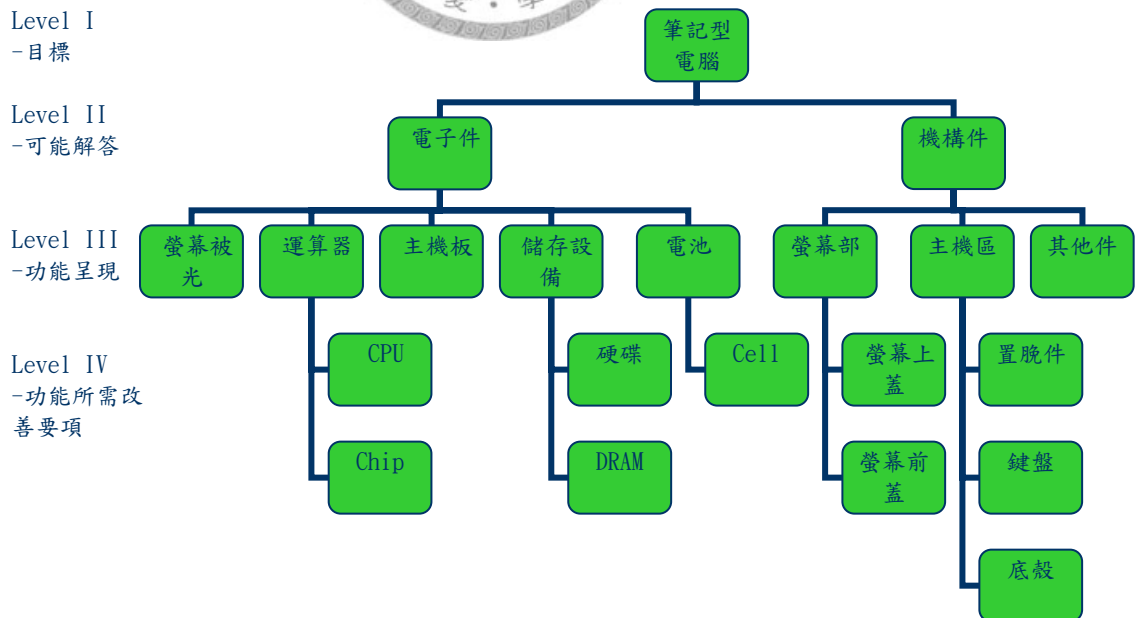 Level I
-目標
筆記型
電腦
Level II
-可能解答
電子件
機構件
Level III
-功能呈現
螢幕被
光
運算器
主機板
儲存設
備
電池
螢幕部
主機區
其他件
Level IV
-功能所需改
善要項
CPU
硬碟
Cell
螢幕上
蓋
置腕件
Chip
DRAM
螢幕前
蓋
鍵盤
底殼